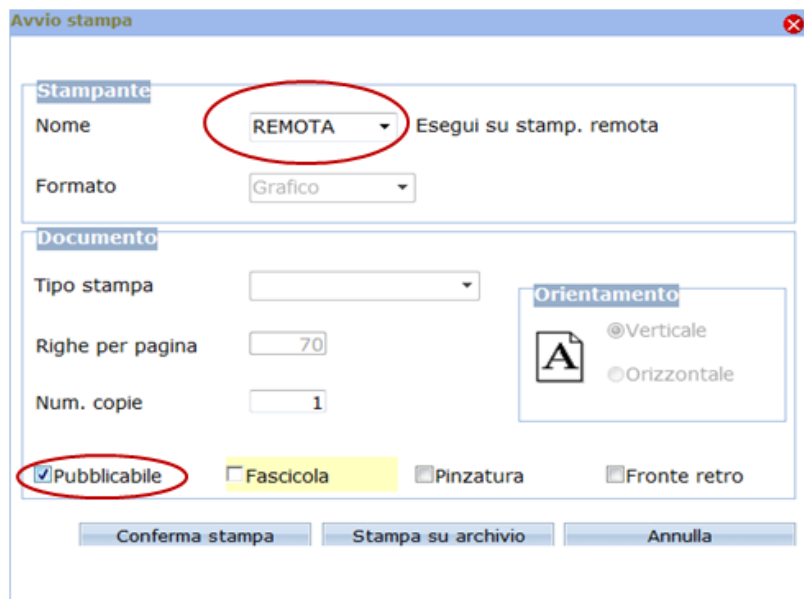 Avvio stampa
Stampante
Nome REMOTA Esegui su stamp. remota
Formato Grafico
Documento
Tipo stampa
Orientamento
Verticale
Righe per pagina 70
A
Orizzontale
Num. copie 1
Pubblicabile Fascicola Pinzatura Fronte retro
Conferma stampa Stampa su archivio Annulla